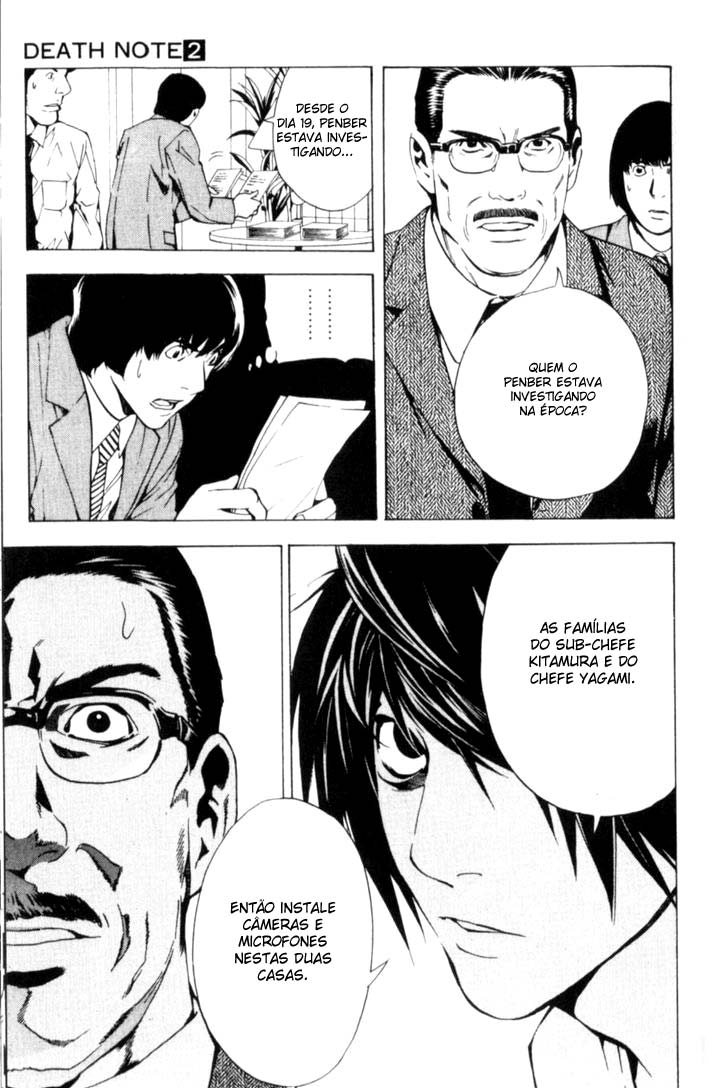 DEATH NOTE 2
QUEM O
PENBER ESTAVA
INVESTIGANDO
NA ÉPOCA?
DESDE O
DIA 19, PENBER
ESTAVA INVES-
TIGANDO...
AS FAMÍLIAS
DO SUB-CHEFE
KITAMURA E DO
CHEFE YAGAMI.
ENTÃO INSTALE
CÂMERAS E
MICROFONES
NESTAS DUAS
CASAS.